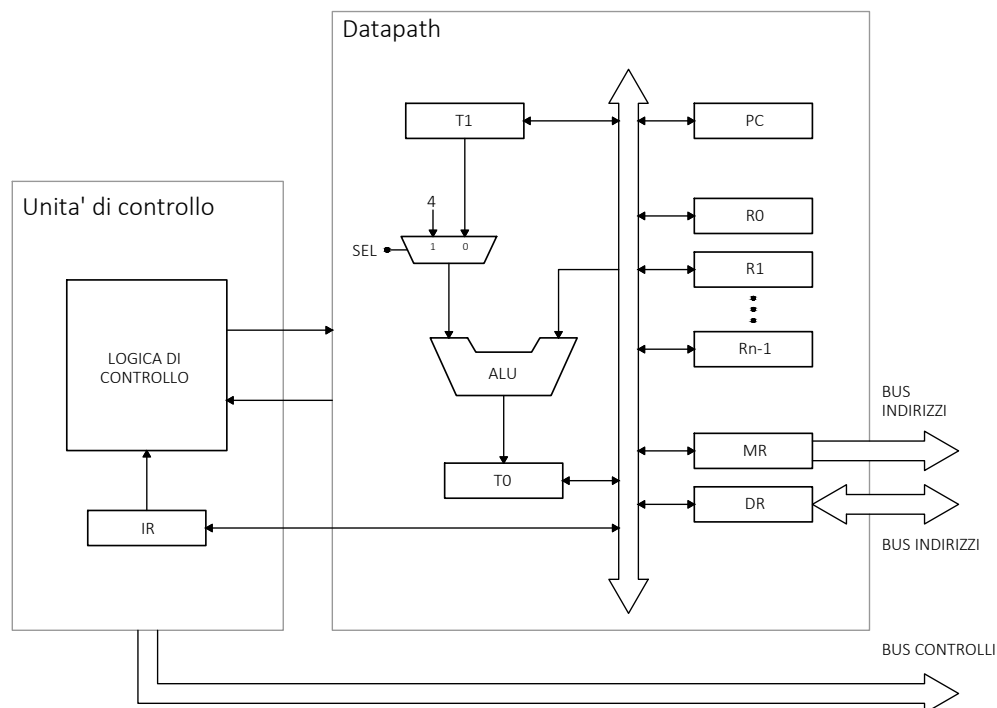 Datapath
T1
PC
Unita' di controllo
4
R0
SEL
1 0
R1
LOGICA DI
CONTROLLO
ALU
Rn-1
BUS
INDIRIZZI
MR
T0
DR
IR
BUS INDIRIZZI
BUS CONTROLLI